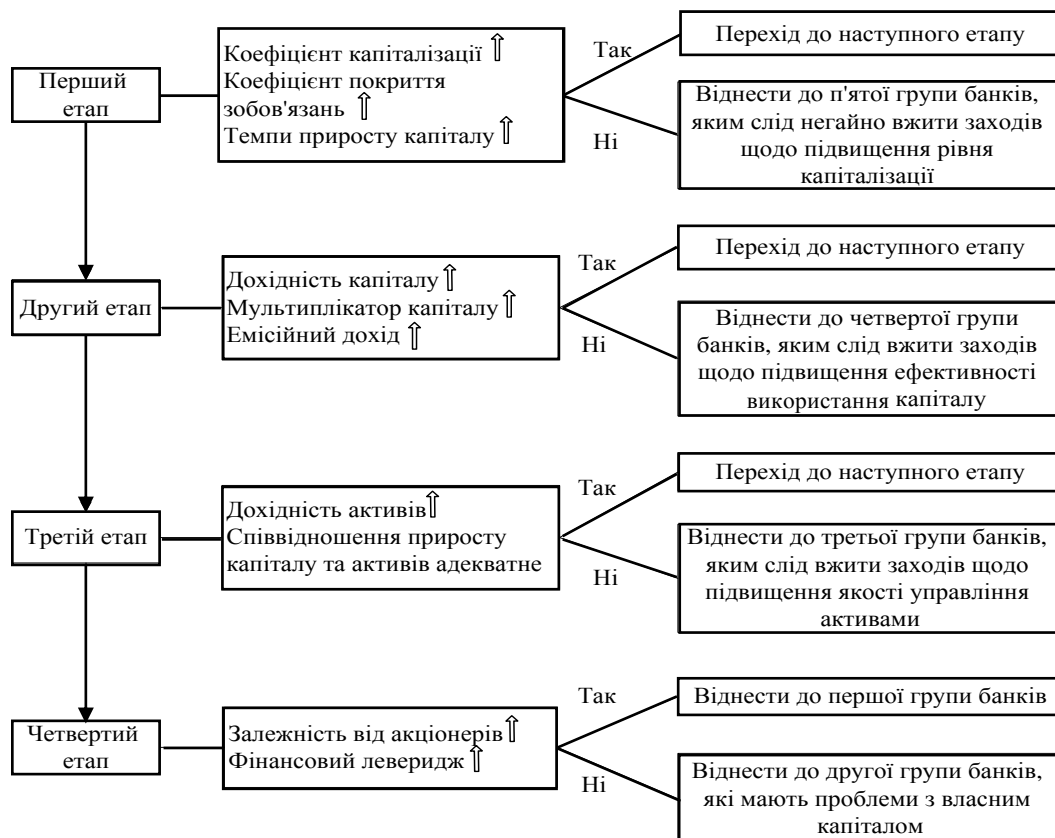 Перший
етап
Коефіцієнт капіталізації ⇑
Коефіцієнт покриття
зобов'язань ⇑
Темпи приросту капіталу ⇑
Так
Ні
Перехід до наступного етапу
Віднести до п'ятої групи банків,
яким слід негайно вжити заходів
щодо підвищення рівня
капіталізації
Другий етап
Дохідність капіталу ⇑
Мультиплікатор капіталу ⇑
Емісійний дохід ⇑
Так
Ні
Перехід до наступного етапу
Віднести до четвертої групи
банків, яким слід вжити заходів
щодо підвищення ефективності
використання капіталу
Третій етап
Дохідність активів ⇑
Співвідношення приросту
капіталу та активів адекватне
Так
Ні
Перехід до наступного етапу
Віднести до третьої групи банків,
яким слід вжити заходів щодо
підвищення якості управління
активами
Четвертий
етап
Залежність від акціонерів ⇑
Фінансовий леверидж ⇑
Так
Ні
Віднести до першої групи банків
Віднести до другої групи банків,
які мають проблеми з власним
капіталом